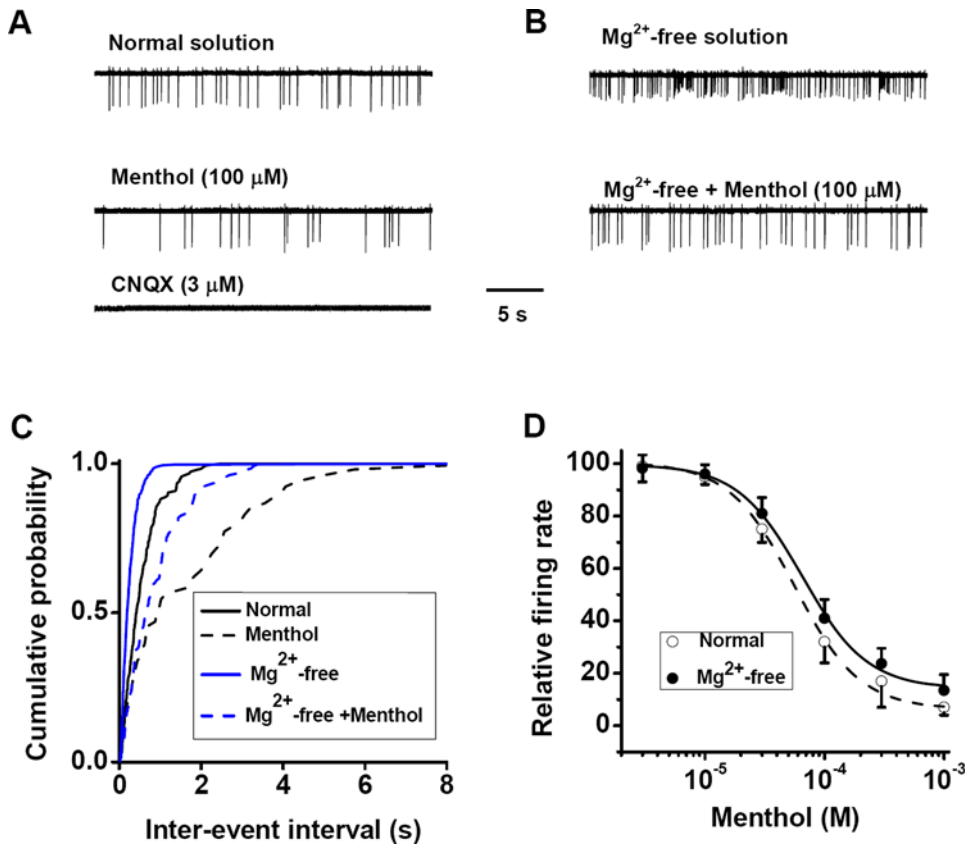 A
Normal solution
Menthol (100 μM)
CNQX (3 μM)
5 s
B
Mg²⁺-free solution
Mg²⁺-free + Menthol (100 μM)
C
Cumulative probability
1.0
0.5
0.0
0 2 4 6 8
Inter-event interval (s)
Normal
Menthol
Mg²⁺-free
Mg²⁺-free +Menthol
D
Relative firing rate
100
80
60
40
20
0
10⁻⁵ 10⁻⁴ 10⁻³
Menthol (M)
Normal
Mg²⁺-free